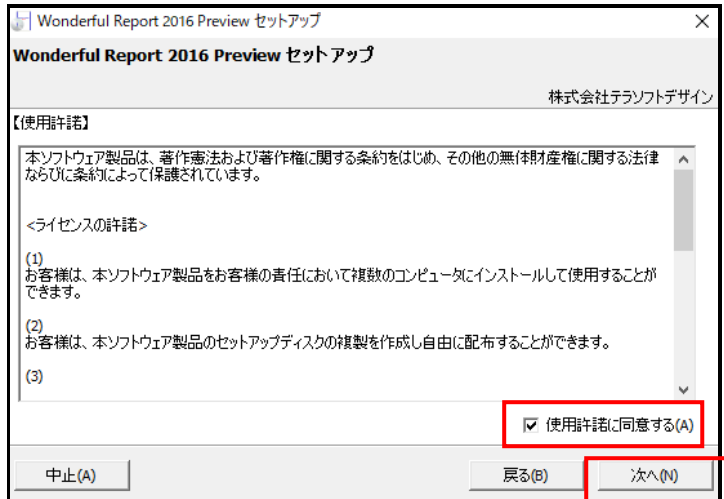 Wonderful Report 2016 Preview セットアップ
Wonderful Report 2016 Preview セットアップ
株式会社テラソフトデザイン
【使用許諾】
本ソフトウェア製品は、著作憲法および著作権に関する条約をはじめ、その他の無体財産権に関する法律
ならびに条約によって保護されています。
<ライセンスの許諾>
(1)
お客様は、本ソフトウェア製品をお客様の責任において複数のコンピュータにインストールして使用することが
できます。
(2)
お客様は、本ソフトウェア製品のセットアップディスクの複製を作成し自由に配布することができます。
(3)
使用許諾に同意する(A)
中止(A)
戻る(B)
次へ(N)